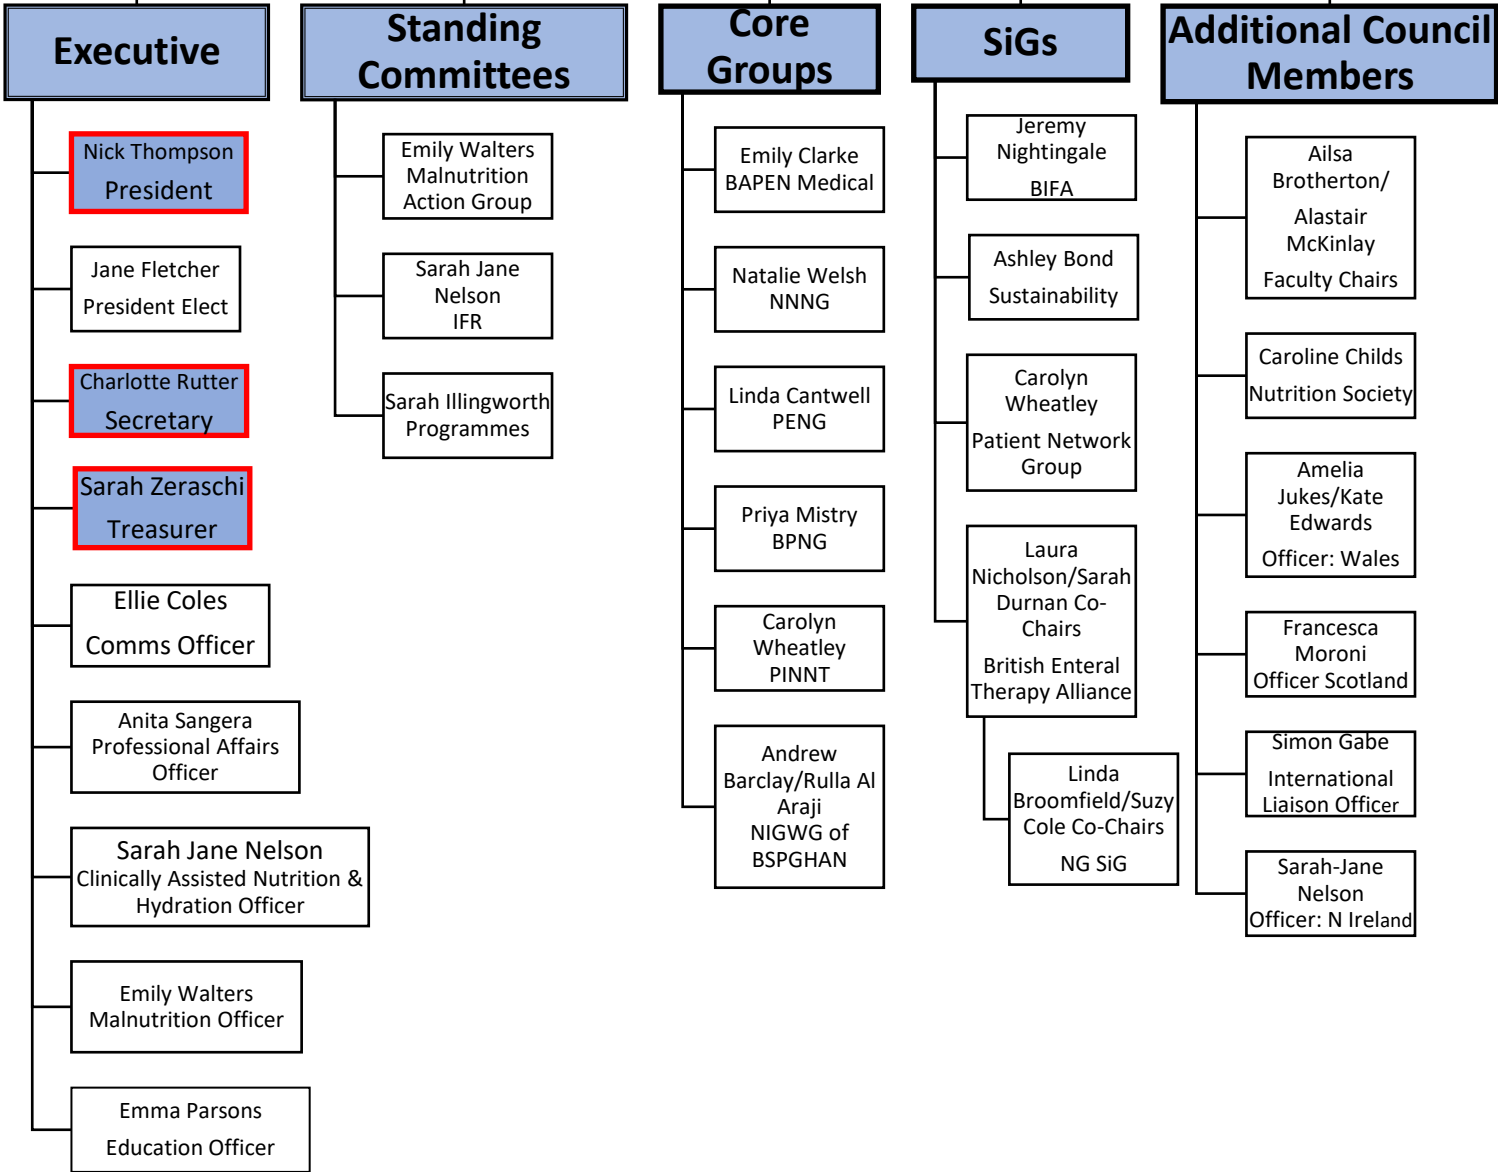 Executive
Nick Thompson
President
Jane Fletcher
President Elect
Charlotte Rutter
Secretary
Sarah Zeraschi
Treasurer
Ellie Coles
Comms Officer
Anita Sangera
Professional Affairs
Officer
Sarah Jane Nelson
Clinically Assisted Nutrition &
Hydration Officer
Emily Walters
Malnutrition Officer
Emma Parsons
Education Officer
Standing
Committees
Emily Walters
Malnutrition
Action Group
Sarah Jane
Nelson
IFR
Sarah Illingworth
Programmes
Core
Groups
Emily Clarke
BAPEN Medical
Natalie Welsh
NNNG
Linda Cantwell
PENG
Priya Mistry
BPNG
Carolyn
Wheatley
PINNT
Andrew
Barclay/Rulla Al
Araji
NIGWG of
BSPGHAN
SiGs
Jeremy
Nightingale
BIFA
Ashley Bond
Sustainability
Carolyn
Wheatley
Patient Network
Group
Laura
Nicholson/Sarah
Durnan Co-
Chairs
British Enteral
Therapy Alliance
Linda
Broomfield/Suzy
Cole Co-Chairs
NG SiG
Additional Council
Members
Ailsa
Brotherton/
Alastair
McKinlay
Faculty Chairs
Caroline Childs
Nutrition Society
Amelia
Jukes/Kate
Edwards
Officer: Wales
Francesca
Moroni
Officer Scotland
Simon Gabe
International
Liaison Officer
Sarah-Jane
Nelson
Officer: N Ireland